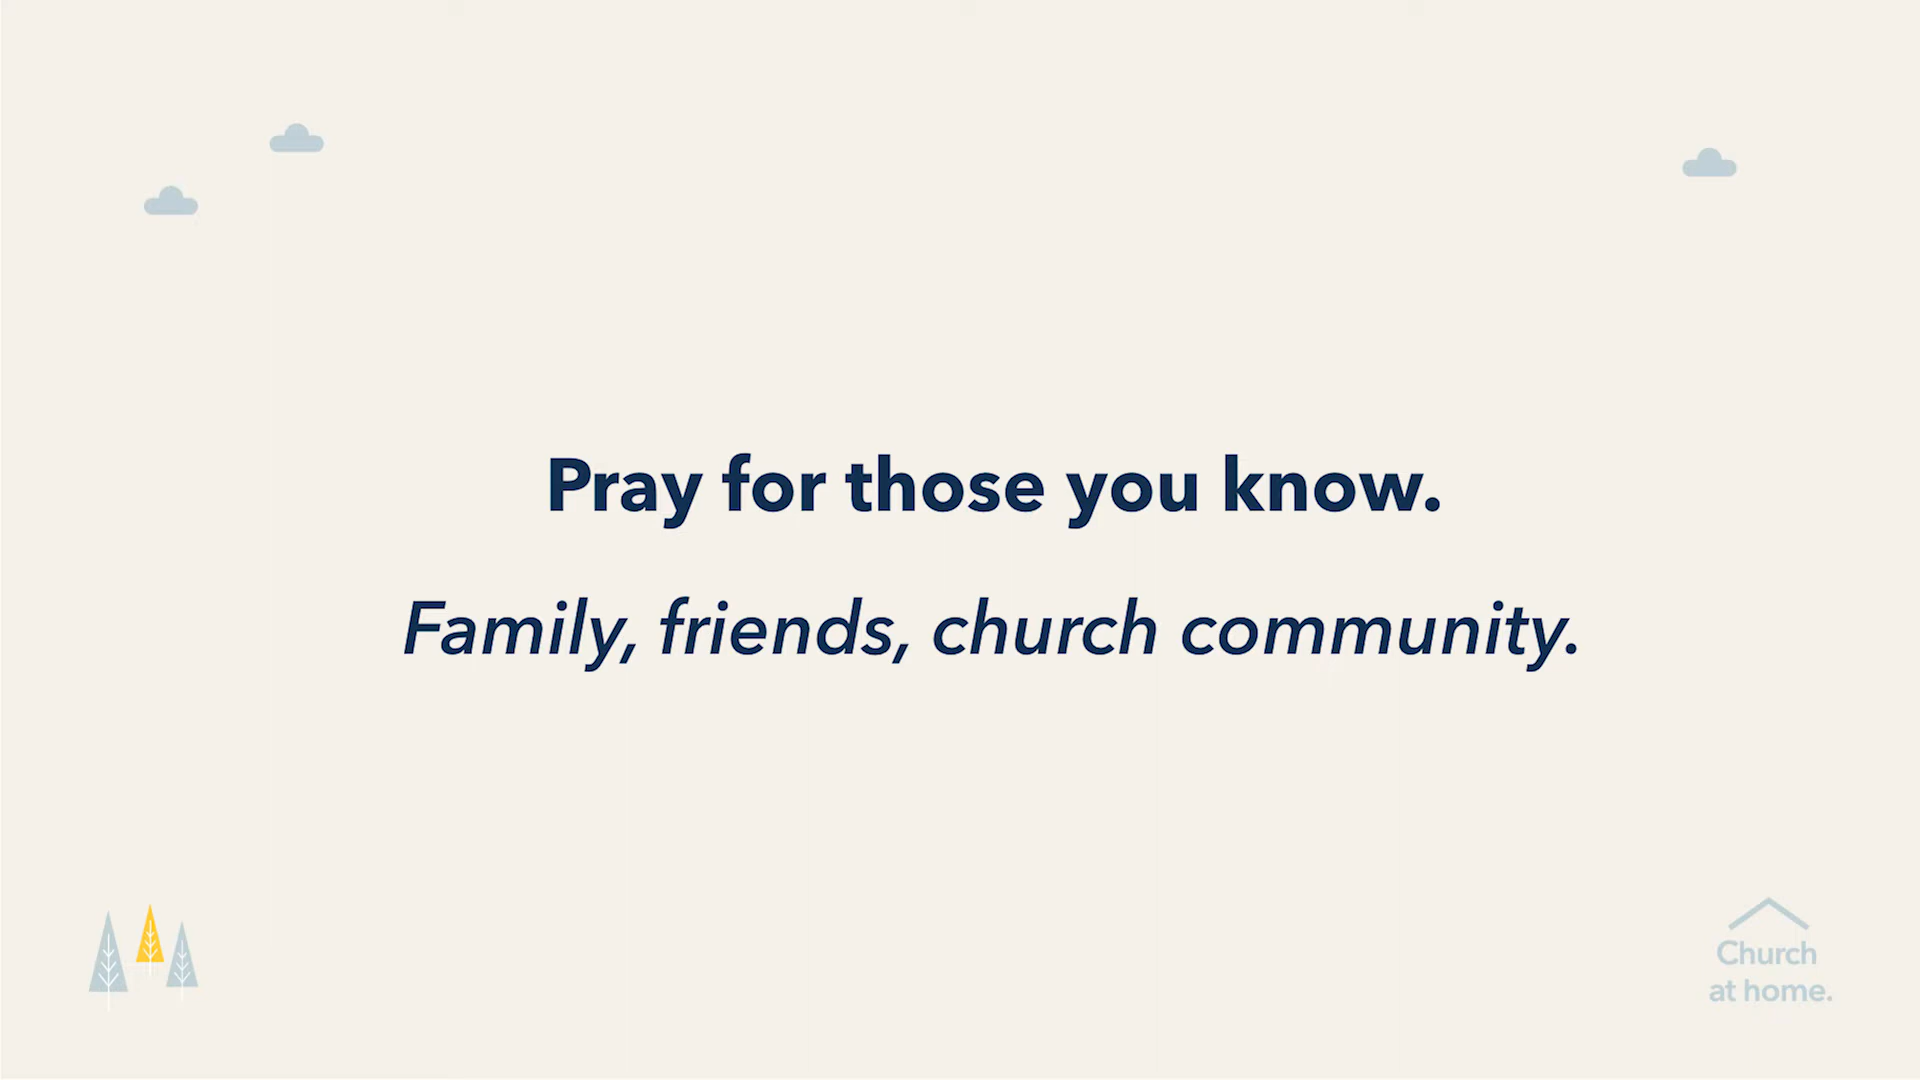 Pray for those you know.
Family, friends, church community.
Church
at home.